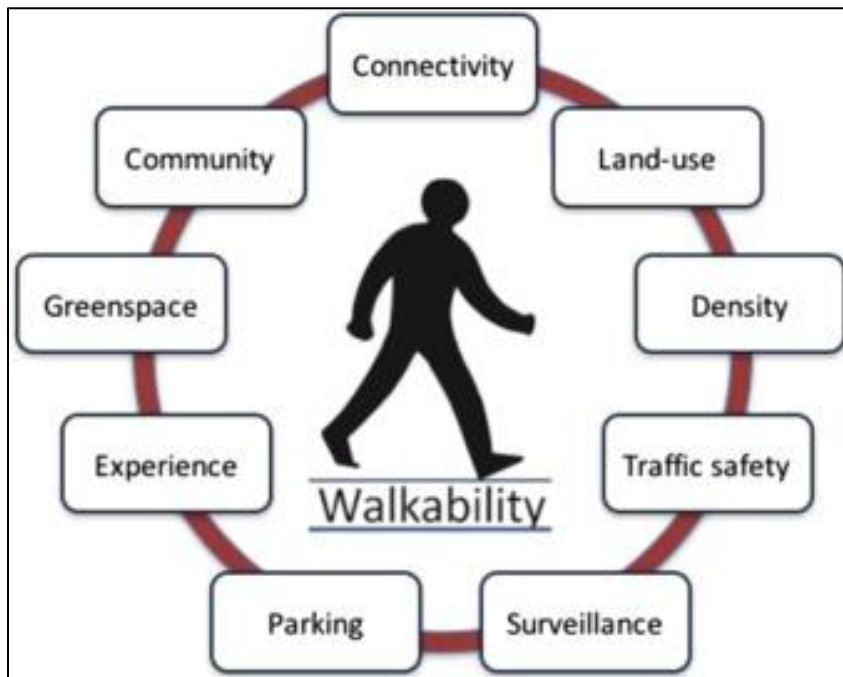 Connectivity
Community
Land-use
Greenspace
Density
Experience
Traffic safety
Walkability
Parking
Surveillance